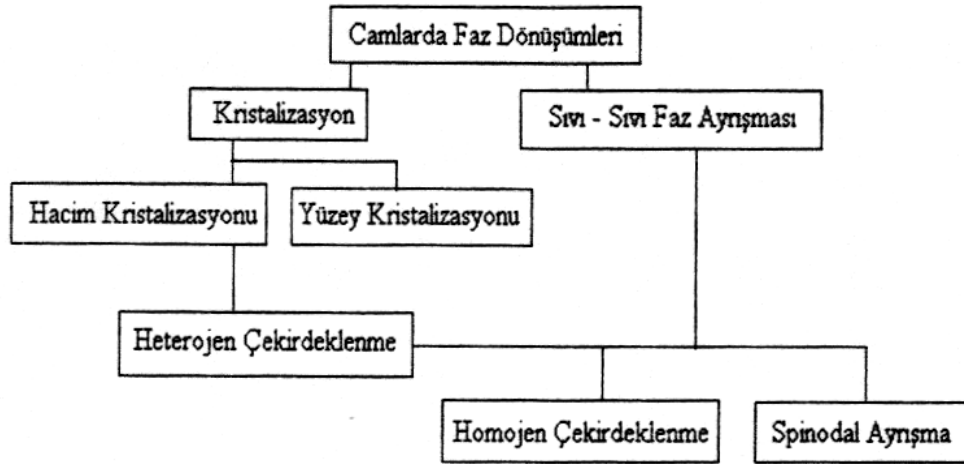 Camlarda Faz Dönüşümleri
Kristalizasyon
Sıvı - Sıvı Faz Ayrışması
Hacim Kristalizasyonu
Yüzey Kristalizasyonu
Heterojen Çekirdeklenme
Homojen Çekirdeklenme
Spinodal Ayrışma